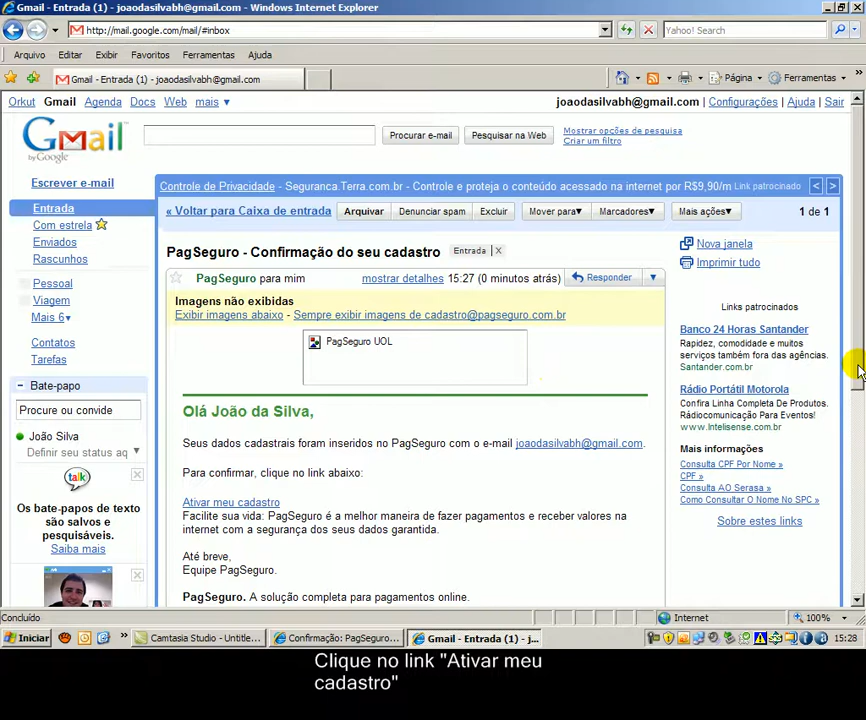 Gmail - Entrada (1) - joaodasilvabh@gmail.com - Windows Internet Explorer
http://mail.google.com/mail/#inbox
Yahoo! Search
Arquivo Editar Exibir Favoritos Ferramentas Ajuda
Gmail - Entrada (1) - joaodasilvabh@gmail.com
Página Ferramentas
Orkut Gmail Agenda Docs Web mais ▼
joaodasilvabh@gmail.com | Configurações | Ajuda | Sair
Gmail
by Google
Procurar e-mail
Pesquisar na Web
Mostrar opções de pesquisa
Criar um filtro
Escrever e-mail
Entrada
Com estrela
Enviados
Rascunhos
Pessoal
Viagem
Mais 6▼
Contatos
Tarefas
Bate-papo
Procure ou convide
João Silva
Definir seu status aq
talk
Os bate-papos de texto
são salvos e
pesquisáveis.
Saiba mais
Controle de Privacidade - Seguranca.Terra.com.br - Controle e proteja o conteúdo acessado na internet por R$9,90/m Link patrocinado < >
« Voltar para Caixa de entrada
Arquivar
Denunciar spam
Excluir
Mover para▼
Marcadores▼
Mais ações▼
1 de 1
PagSeguro - Confirmação do seu cadastro
Entrada X
PagSeguro para mim
mostrar detalhes 15:27 (0 minutos atrás)
Responder
Imagens não exibidas
Exibir imagens abaixo - Sempre exibir imagens de cadastro@pagseguro.com.br
PagSeguro UOL
Olá João da Silva,
Seus dados cadastrais foram inseridos no PagSeguro com o e-mail joaodasilvabh@gmail.com.
Para confirmar, clique no link abaixo:
Ativar meu cadastro
Facilite sua vida: PagSeguro é a melhor maneira de fazer pagamentos e receber valores na
internet com a segurança dos seus dados garantida.
Até breve,
Equipe PagSeguro.
PagSeguro. A solução completa para pagamentos online.
Nova janela
Imprimir tudo
Links patrocinados
Banco 24 Horas Santander
Rapidez, comodidade e muitos
serviços também fora das agências.
Santander.com.br
Rádio Portátil Motorola
Confira Linha Completa De Produtos.
Rádiocomunicação Para Eventos!
www.Intelisense.com.br
Mais informações
Consulta CPF Por Nome »
CPF »
Consulta AO Serasa »
Como Consultar O Nome No SPC »
Sobre estes links
Concluído
Internet
100%
Iniciar
Camtasia Studio - Untitle...
Confirmação: PagSeguro...
Gmail - Entrada (1) - j...
15:28
Clique no link "Ativar meu
cadastro"